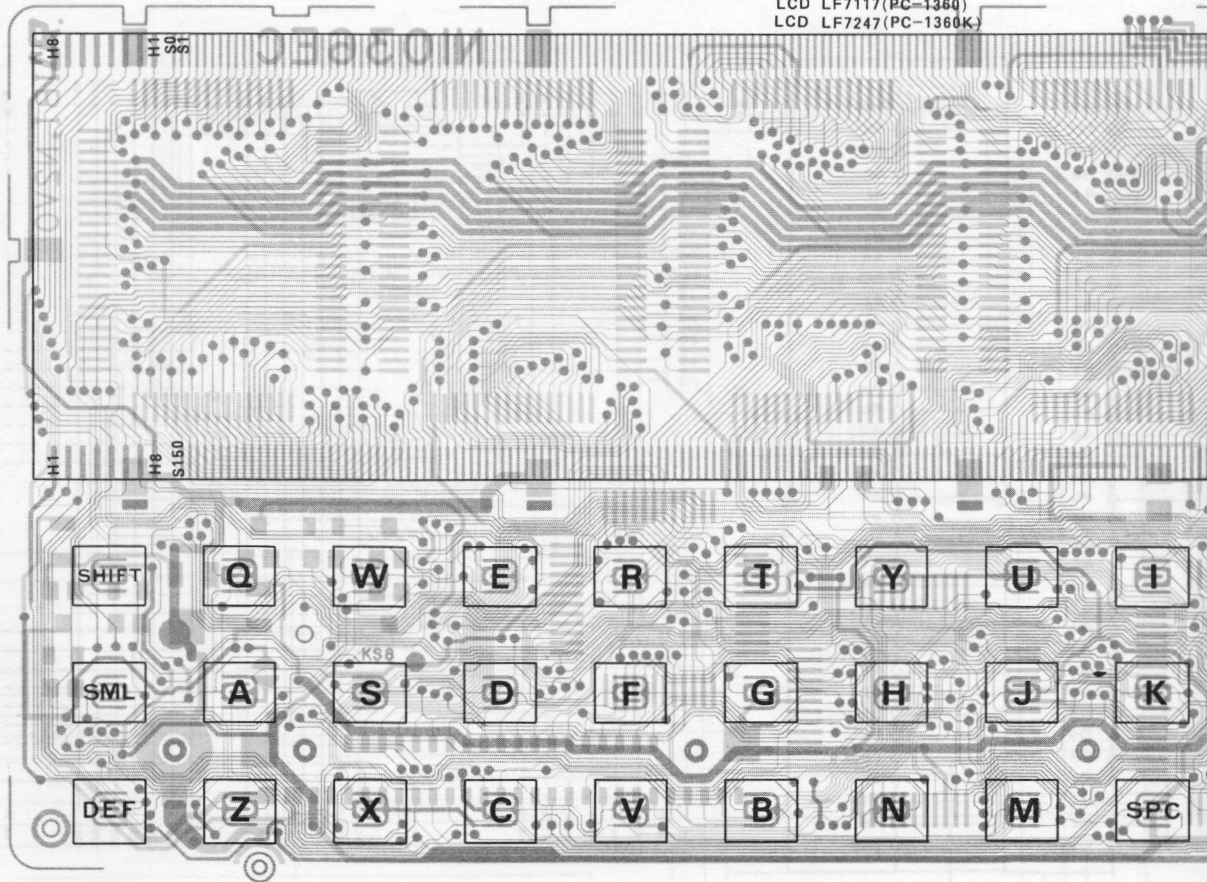 LCD LF7117(PC-1360)
LCD LF7247(PC-1360K)
H8 H1 S0 S1
N1036EC
H1 H8 S150
SHIFT Q W E R T Y U I
KS8
SML A S D F G H J K
DEF Z X C V B N M SPC